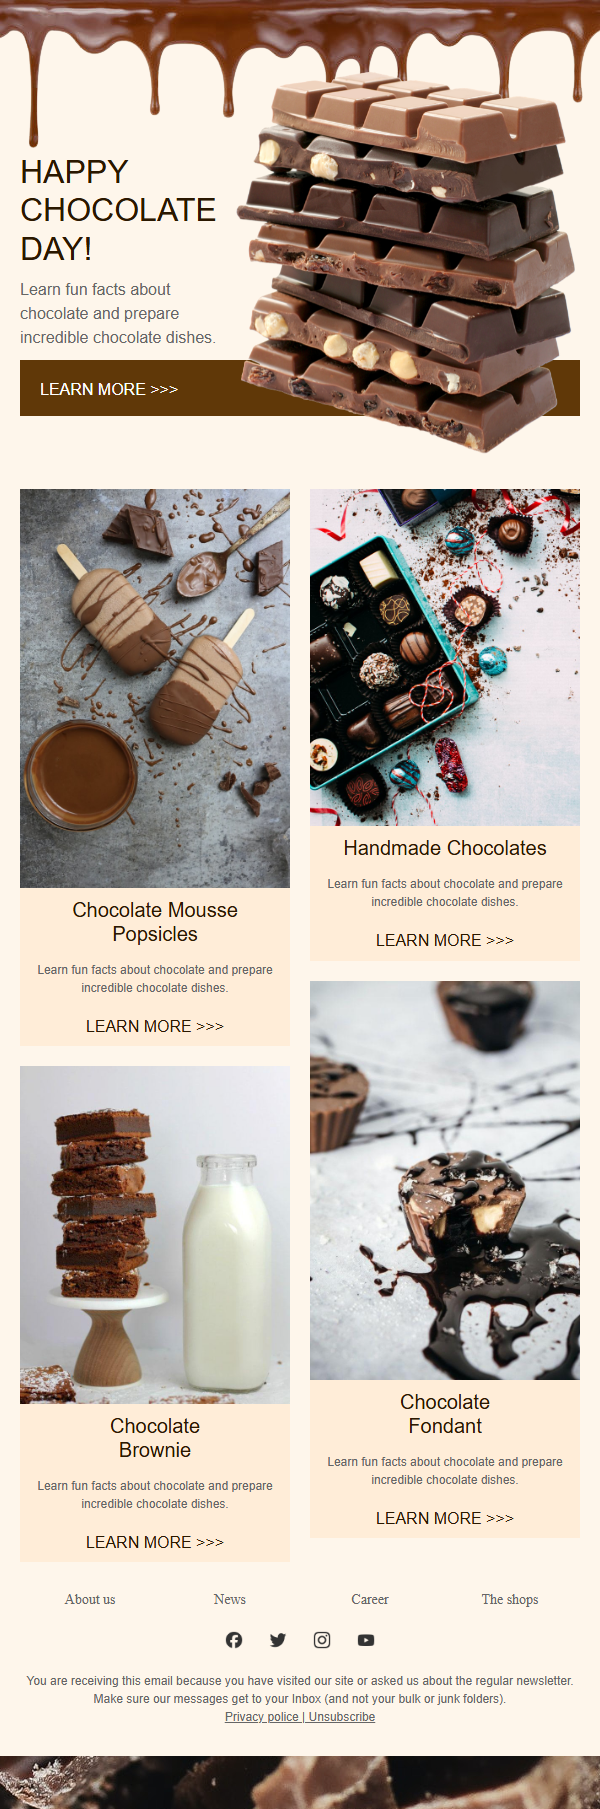 HAPPY
CHOCOLATE
DAY!
Learn fun facts about
chocolate and prepare
incredible chocolate dishes.
LEARN MORE >>>
Chocolate Mousse
Popsicles
Learn fun facts about chocolate and prepare
incredible chocolate dishes.
LEARN MORE >>>
Handmade Chocolates
Learn fun facts about chocolate and prepare
incredible chocolate dishes.
LEARN MORE >>>
Chocolate
Brownie
Learn fun facts about chocolate and prepare
incredible chocolate dishes.
LEARN MORE >>>
Chocolate
Fondant
Learn fun facts about chocolate and prepare
incredible chocolate dishes.
LEARN MORE >>>
About us News Career The shops
You are receiving this email because you have visited our site or asked us about the regular newsletter.
Make sure our messages get to your Inbox (and not your bulk or junk folders).
Privacy police | Unsubscribe